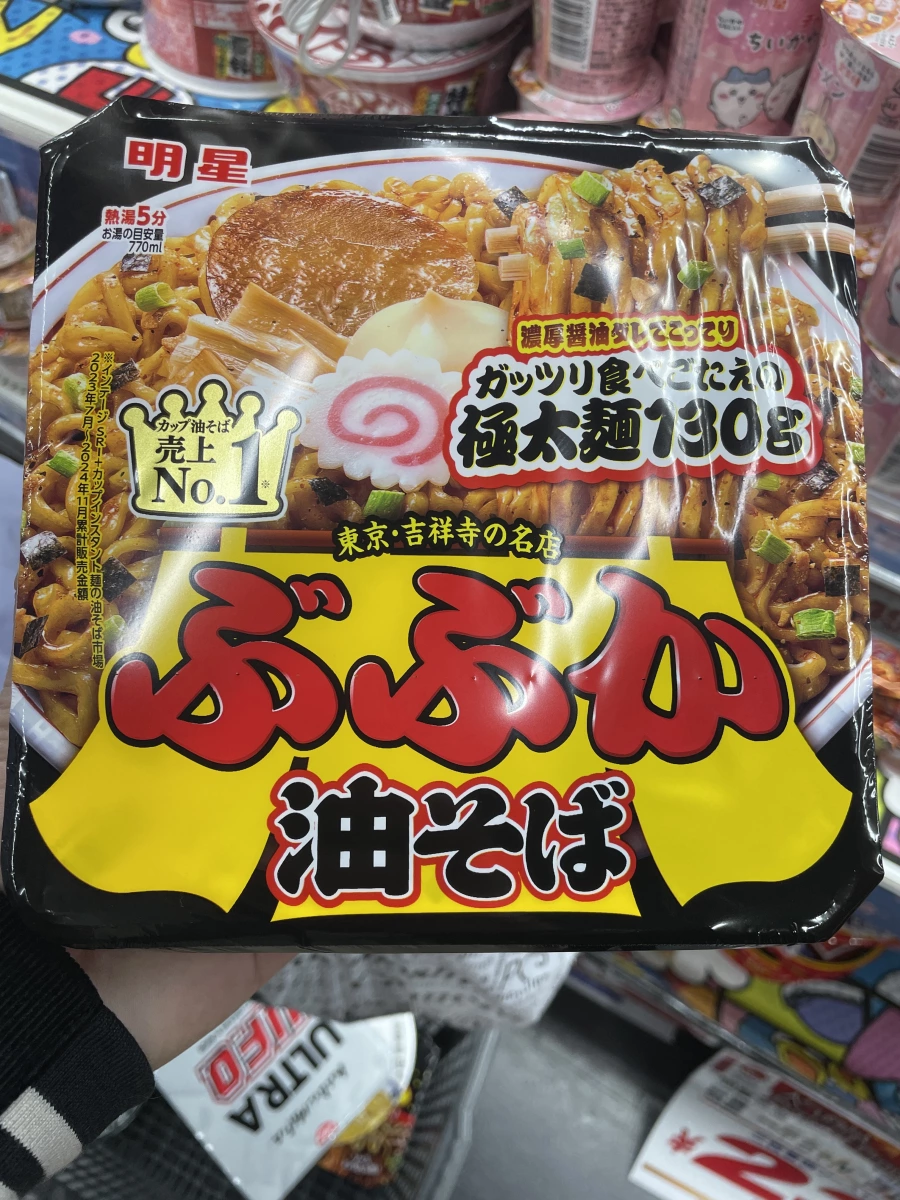 ちいかわ
明星
熱湯5分
お湯の目安量
770ml
濃厚醤油ダレでこってり
ガッツリ食べごたえの
極太麺130g
カップ油そば
売上
No.1※
※インテージSRI+カップインスタント麺の油そば市場
2023年7月~2024年11月累計販売金額
東京・吉祥寺の名店
ぶぶか
油そば
UFO
ULTRA